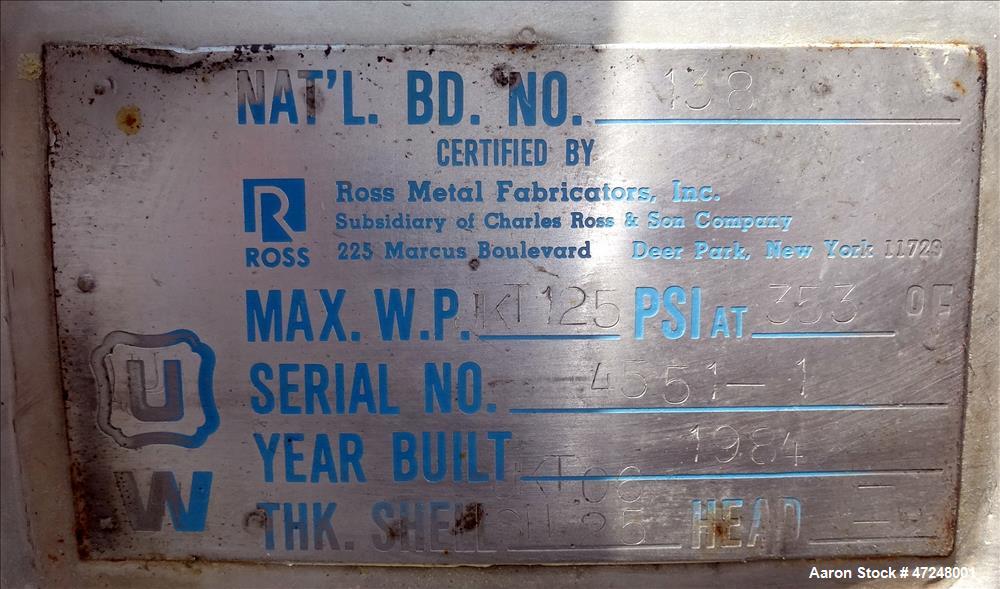 NAT'L. BD. NO. 138
CERTIFIED BY
R
ROSS
Ross Metal Fabricators, Inc.
Subsidiary of Charles Ross & Son Company
225 Marcus Boulevard Deer Park, New York 11729
MAX. W.P. JKT 125 PSI AT 353 °F
U
SERIAL NO. 4551-1
YEAR BUILT 1984
W
THK. SHELL HEAD
Aaron Stock # 47248001